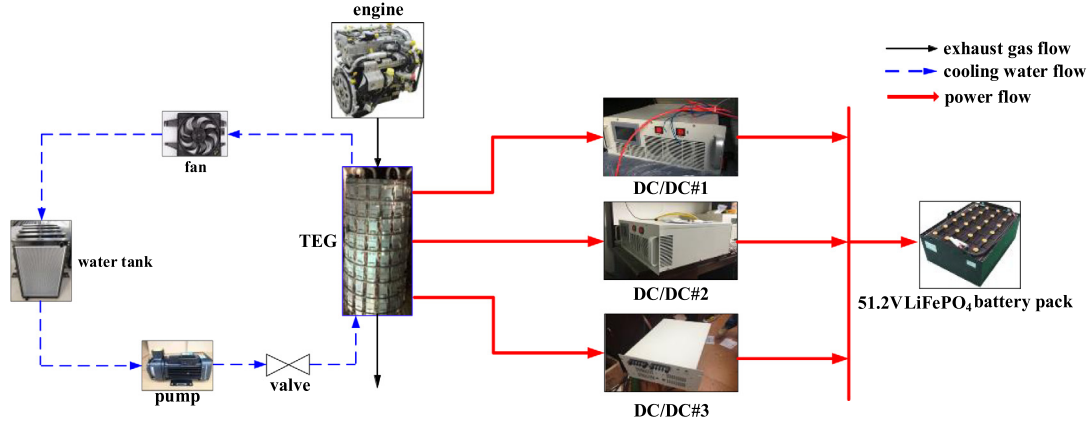 engine
exhaust gas flow
cooling water flow
power flow
fan
DC/DC#1
TEG
water tank
DC/DC#2
51.2V LiFePO₄ battery pack
pump
valve
DC/DC#3